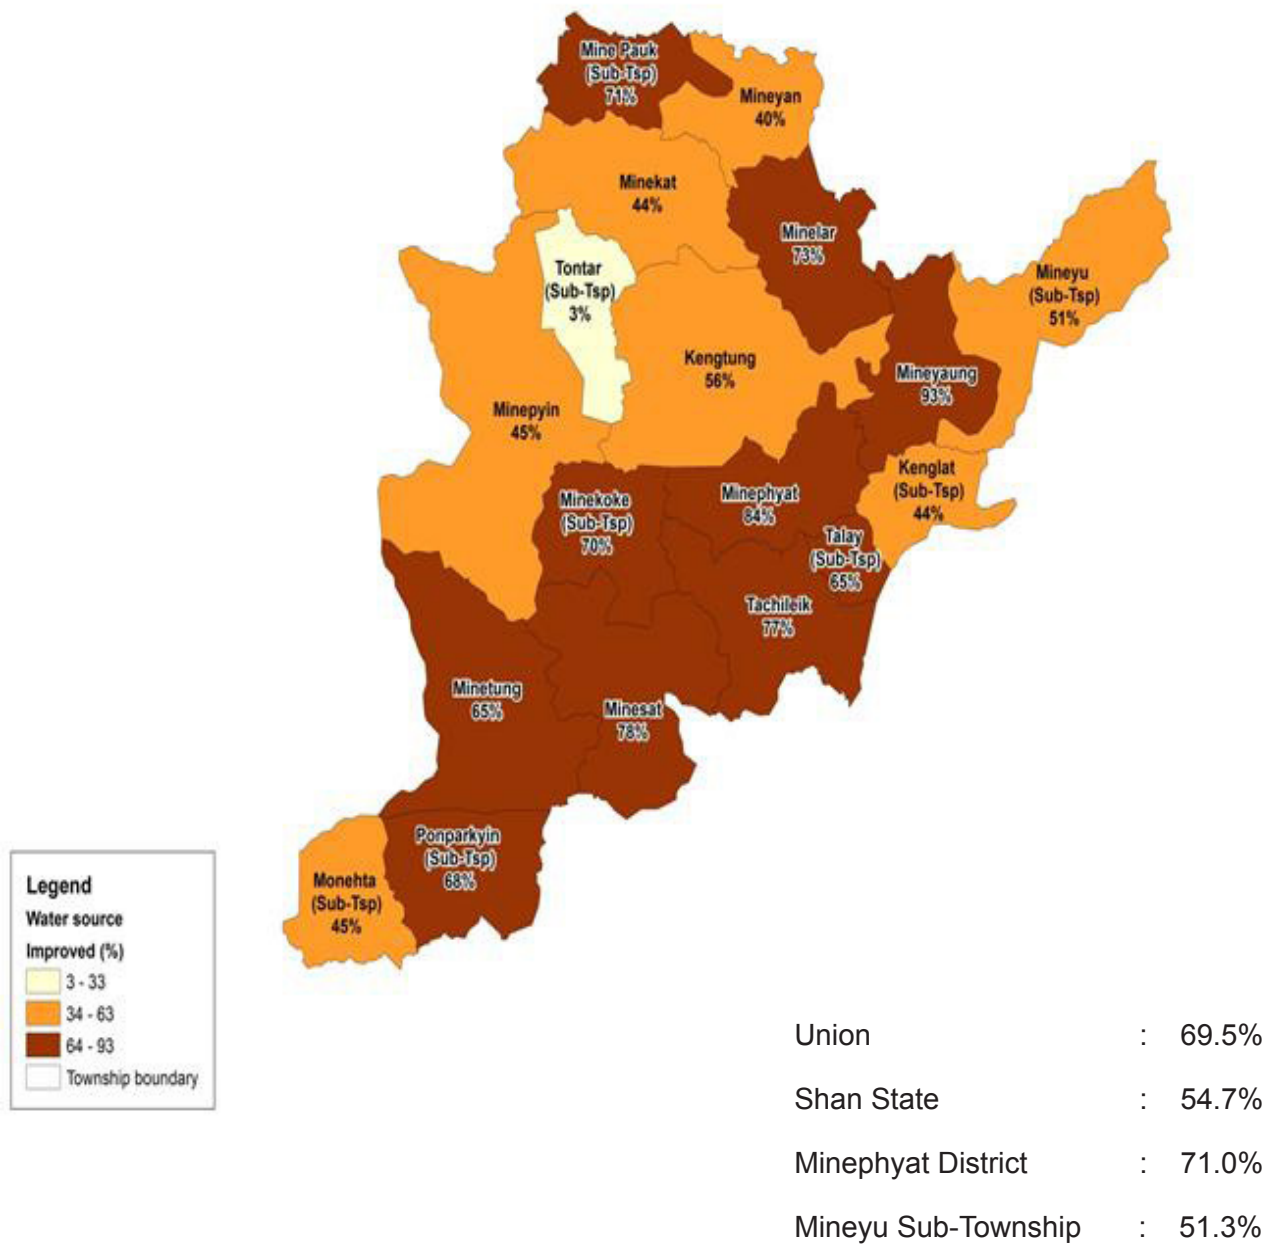 Mine Pauk
(Sub-Tsp)
71%
Mineyan
40%
Minekat
44%
Minelar
73%
Tontar
(Sub-Tsp)
3%
Mineyu
(Sub-Tsp)
51%
Kengtung
56%
Mineyaung
93%
Minepyin
45%
Kenglat
(Sub-Tsp)
44%
Minekoke
(Sub-Tsp)
70%
Minephyat
84%
Talay
(Sub-Tsp)
65%
Tachileik
77%
Minetung
65%
Minesat
78%
Ponparkyin
(Sub-Tsp)
68%
Monehta
(Sub-Tsp)
45%
Legend
Water source
Improved (%)
3 - 33
34 - 63
64 - 93
Township boundary
Union : 69.5%
Shan State : 54.7%
Minephyat District : 71.0%
Mineyu Sub-Township : 51.3%